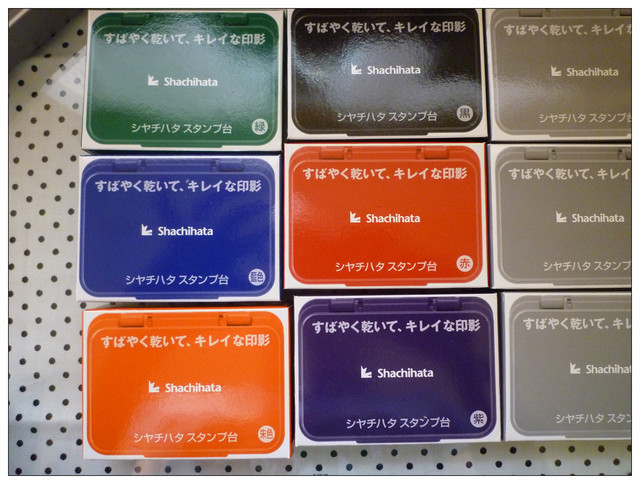 すばやく乾いて、キレイな印影
Shachihata
シヤチハタ スタンプ台
緑
すばやく乾いて、キレイな印影
Shachihata
シヤチハタ スタンプ台
黒
すばやく乾いて、キレイ
Shachihata
シヤチハタ スタン
すばやく乾いて、キレイな印影
Shachihata
シヤチハタ スタンプ台
藍色
すばやく乾いて、キレイな印影
Shachihata
シヤチハタ スタンプ台
赤
すばやく乾いて、キレイ
Shachihata
シヤチハタ スタン
すばやく乾いて、キレイな印影
Shachihata
シヤチハタ スタンプ台
朱色
すばやく乾いて、キレイな印影
Shachihata
シヤチハタ スタンプ台
紫
すばやく乾いて、キレ
Shachiha
シヤチハタ スタ